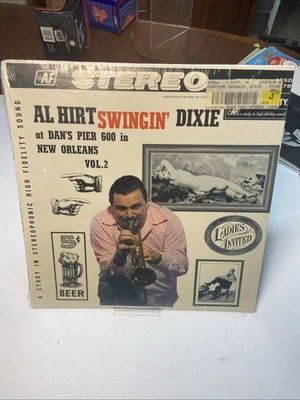 AF
STEREO
AL HIRT SWINGIN' DIXIE
at DAN'S PIER 600 in
NEW ORLEANS
VOL. 2
A STUDY IN STEREOPHONIC HIGH FIDELITY SOUND
5¢
BEER
LADIES
INVITED